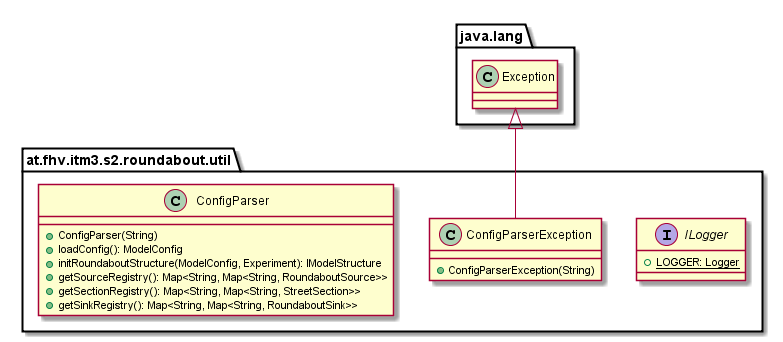 java.lang
C Exception
at.fhv.itm3.s2.roundabout.util
C ConfigParser
ConfigParser(String)
loadConfig(): ModelConfig
initRoundaboutStructure(ModelConfig, Experiment): IModelStructure
getSourceRegistry(): Map<String, Map<String, RoundaboutSource>>
getSectionRegistry(): Map<String, Map<String, StreetSection>>
getSinkRegistry(): Map<String, Map<String, RoundaboutSink>>
C ConfigParserException
ConfigParserException(String)
I ILogger
LOGGER: Logger